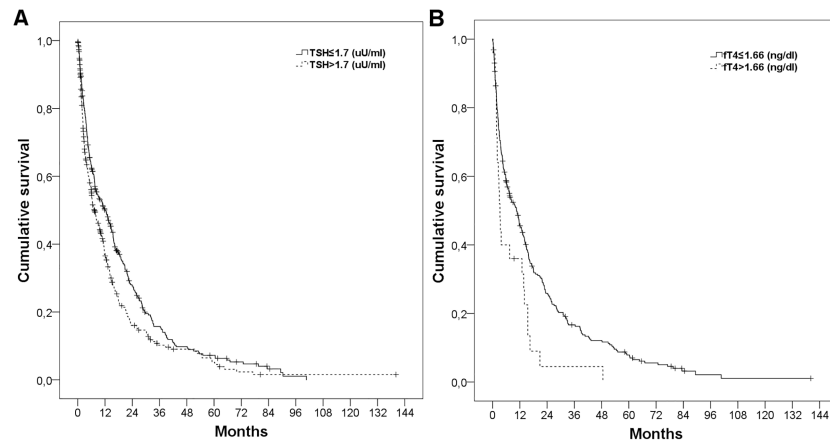 A
TSH≤1.7 (uU/ml)
TSH>1.7 (uU/ml)
1,0
0,8
0,6
0,4
0,2
0,0
Cumulative survival
0 12 24 36 48 60 72 84 96 108 120 132 144
Months
B
fT4≤1.66 (ng/dl)
fT4>1.66 (ng/dl)
1,0
0,8
0,6
0,4
0,2
0,0
Cumulative survival
0 12 24 36 48 60 72 84 96 108 120 132 144
Months